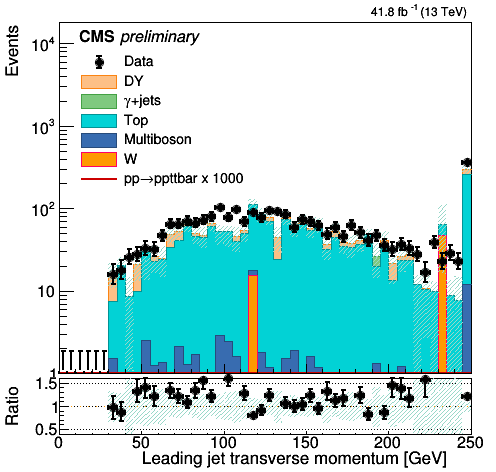 41.8 fb⁻¹ (13 TeV)
CMS preliminary
Data
DY
γ+jets
Top
Multiboson
W
pp→ppttbar x 1000
Events
10⁴
10³
10²
10
1
Ratio
1.5
1
0.5
0 50 100 150 200 250
Leading jet transverse momentum [GeV]